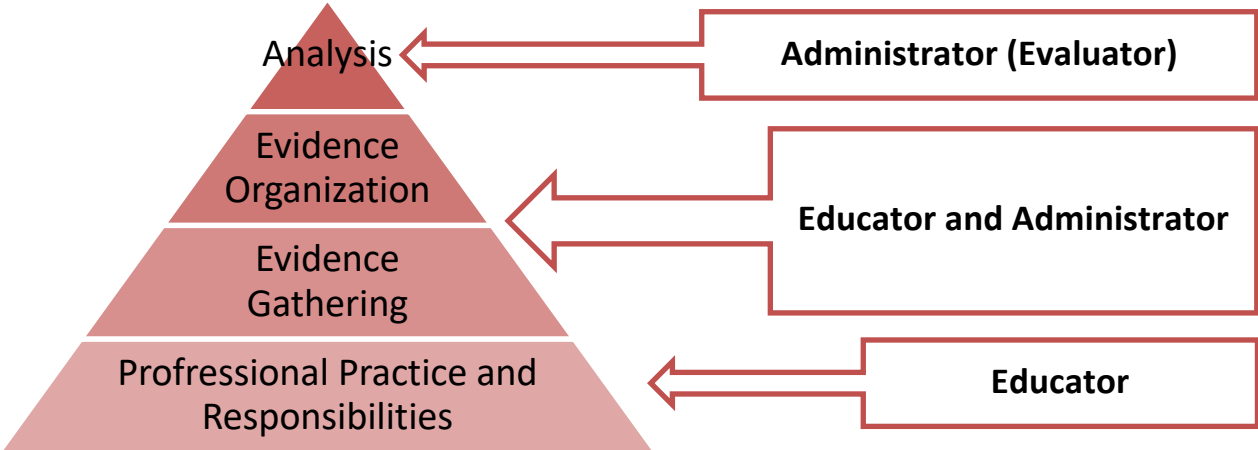 Analysis
Administrator (Evaluator)
Evidence
Organization
Educator and Administrator
Evidence
Gathering
Profressional Practice and
Responsibilities
Educator